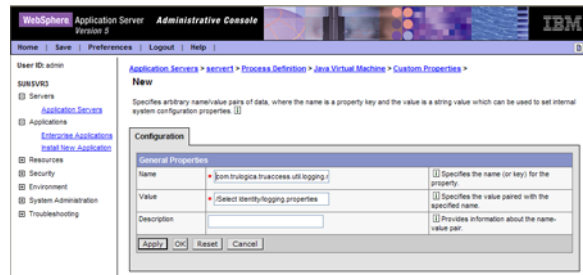 WebSphere Application Server Administrative Console
Version 5
IBM
Home | Save | Preferences | Logout | Help |
User ID: admin
SUNSVR3
Servers
Application Servers
Applications
Enterprise Applications
Install New Application
Resources
Security
Environment
System Administration
Troubleshooting
Application Servers > server1 > Process Definition > Java Virtual Machine > Custom Properties >
New
Specifies arbitrary name/value pairs of data, where the name is a property key and the value is a string value which can be used to set internal
system configuration properties. i
Configuration
General Properties
Name * com.trulogica.truaccess.util.logging.r i Specifies the name (or key) for the
property.
Value * /Select Identity/logging.properties i Specifies the value paired with the
specified name.
Description i Provides information about the name-
value pair.
Apply OK Reset Cancel